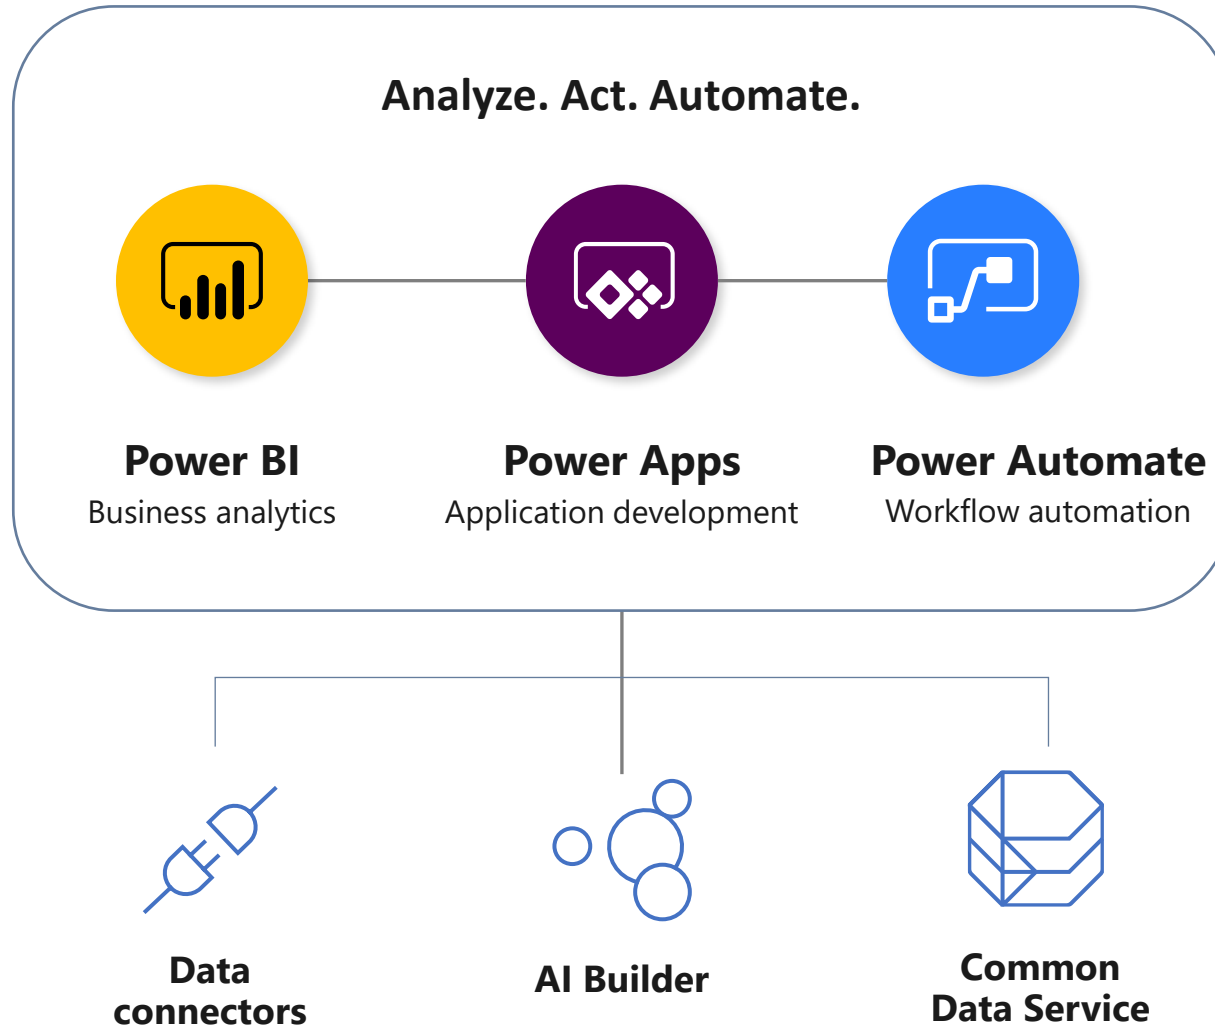 Analyze. Act. Automate.
Power BI
Business analytics
Power Apps
Application development
Power Automate
Workflow automation
Data
connectors
AI Builder
Common
Data Service